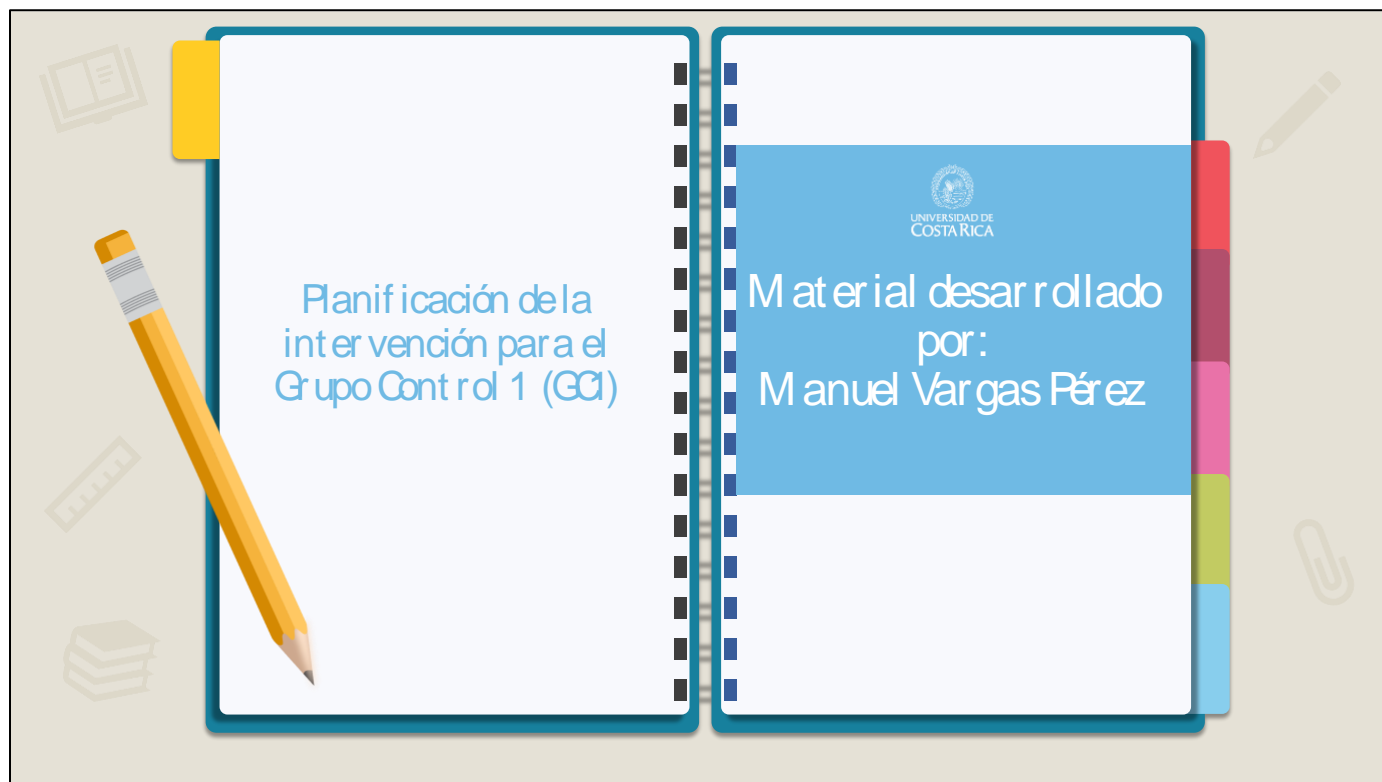 Planificación de la
intervención para el
Grupo Control 1 (GC1)
UNIVERSIDAD DE
COSTA RICA
Material desarrollado
por:
Manuel Vargas Pérez